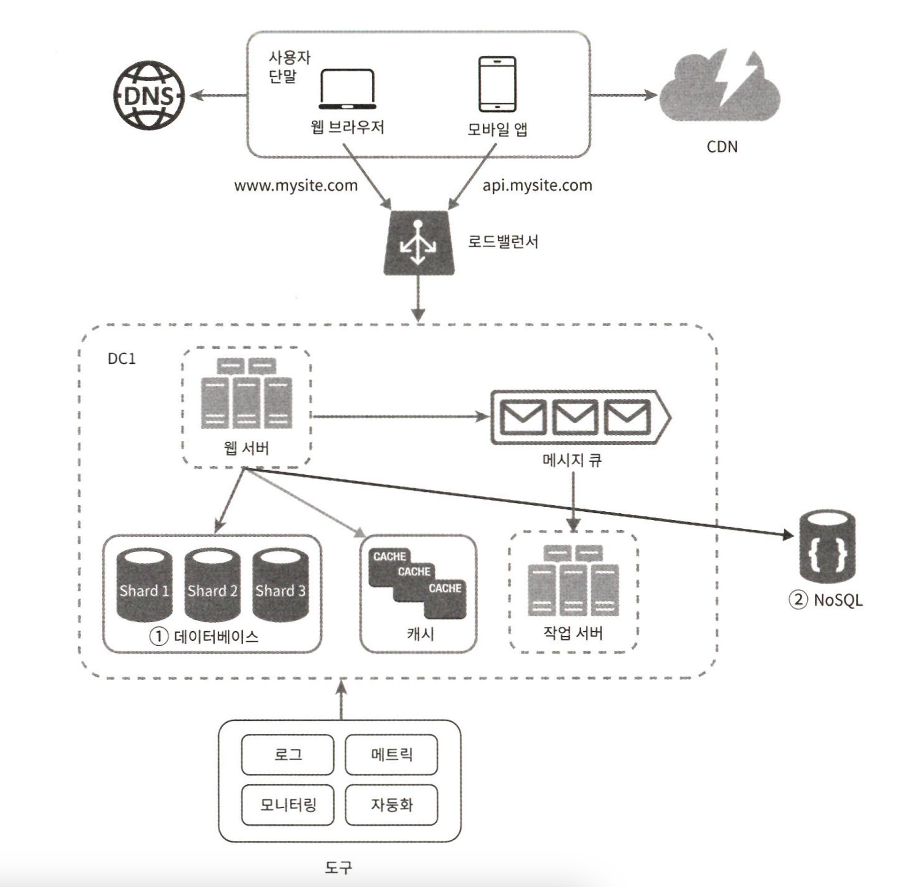 사용자
단말
DNS
웹 브라우저
모바일 앱
CDN
www.mysite.com
api.mysite.com
로드밸런서
DC1
웹 서버
메시지 큐
Shard 1
Shard 2
Shard 3
① 데이터베이스
CACHE
CACHE
CACHE
캐시
작업 서버
② NoSQL
로그
메트릭
모니터링
자동화
도구